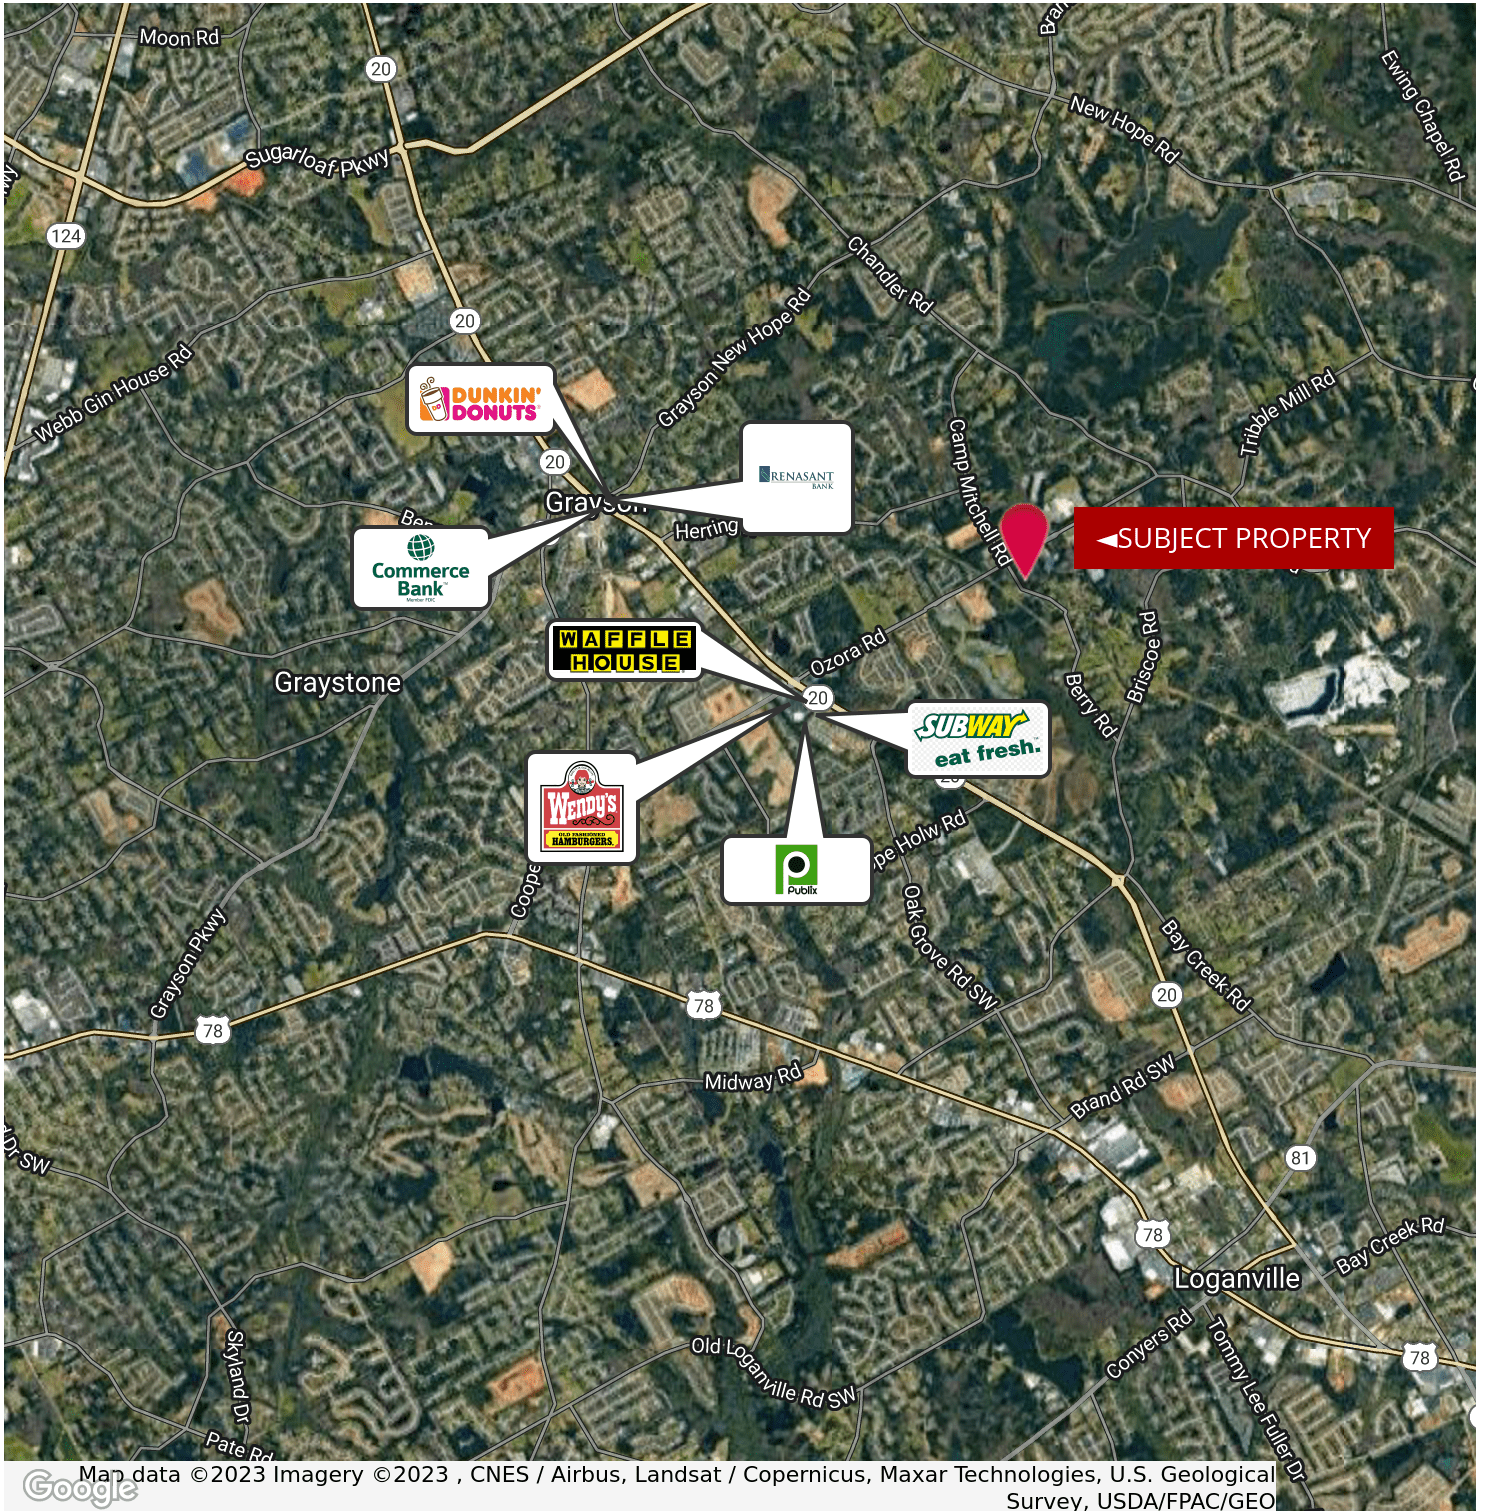 Moon Rd
20
Sugarloaf Pkwy
124
New Hope Rd
Ewing Chapel Rd
Chandler Rd
20
Grayson New Hope Rd
Webb Gin House Rd
Tribble Mill Rd
DUNKIN'
DONUTS
Camp Mitchell Rd
20
RENASANT
BANK
Grayson
Herring
◄SUBJECT PROPERTY
Commerce
Bank
Member FDIC
WAFFLE
HOUSE
Ozora Rd
Briscoe Rd
Berry Rd
Graystone
20
SUBWAY
eat fresh.
Wendy's
OLD FASHIONED
HAMBURGERS.
Publix
Oak Grove Rd SW
Grayson Pkwy
Bay Creek Rd
20
78
78
Midway Rd
Brand Rd SW
Dr SW
81
78
Bay Creek Rd
Loganville
Conyers Rd
Tommy Lee Fuller Dr
Old Loganville Rd SW
Skyland Dr
78
Pate Rd
Google
Map data ©2023 Imagery ©2023 , CNES / Airbus, Landsat / Copernicus, Maxar Technologies, U.S. Geological
Survey, USDA/FPAC/GEO